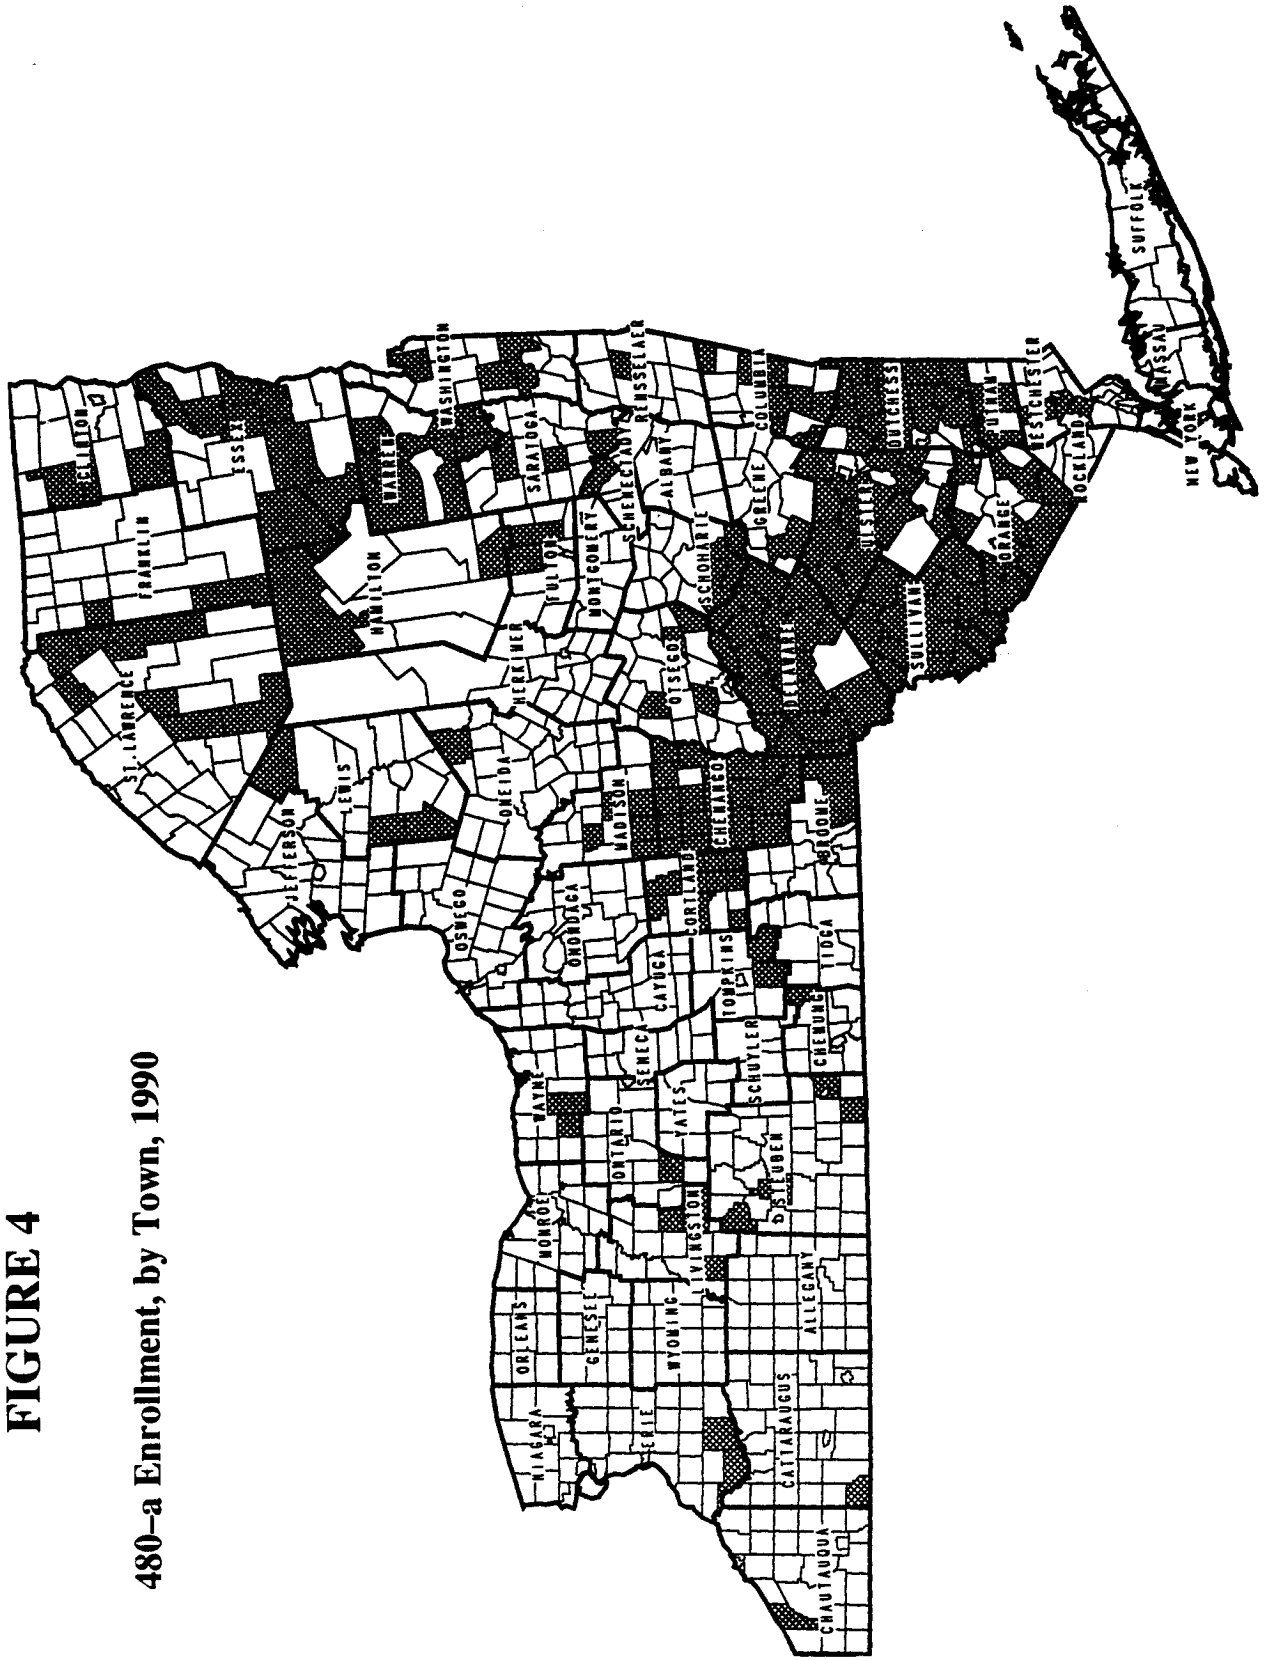 FIGURE 4
480-a Enrollment, by Town, 1990
CLINTON
FRANKLIN
ST. LAWRENCE
ESSEX
JEFFERSON
LEWIS
HAMILTON
WARREN
WASHINGTON
OSWEGO
ONEIDA
HERKIMER
FULTON
SARATOGA
NIAGARA
ORLEANS
MONROE
WAYNE
ONONDAGA
MADISON
MONTGOMERY
SCHENECTADY
RENSSELAER
ERIE
GENESEE
WYOMING
LIVINGSTON
ONTARIO
YATES
SENECA
CAYUGA
CORTLAND
CHENANGO
OTSEGO
SCHOHARIE
ALBANY
TOMPKINS
SCHUYLER
CHAUTAUQUA
CATTARAUGUS
ALLEGANY
STEUBEN
CHEMUNG
TIOGA
BROOME
DELAWARE
GREENE
COLUMBIA
ULSTER
DUTCHESS
SULLIVAN
ORANGE
PUTNAM
WESTCHESTER
ROCKLAND
NEW YORK
NASSAU
SUFFOLK